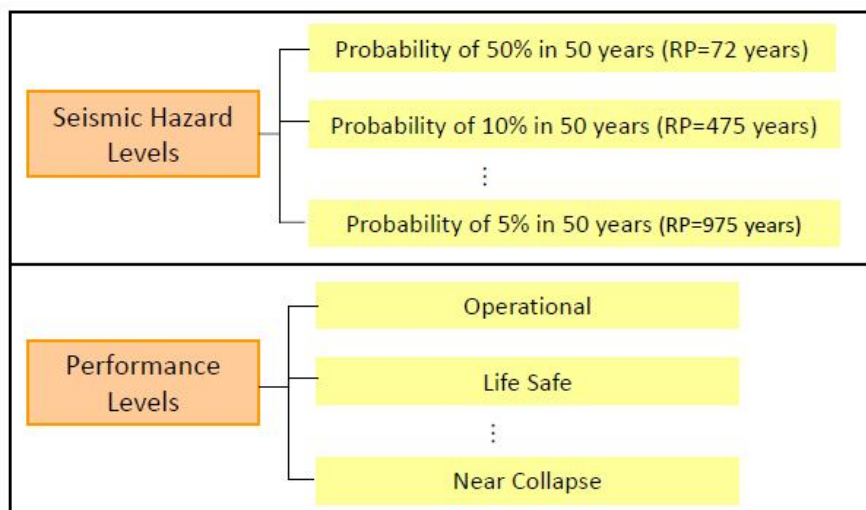 Seismic Hazard
Levels
Probability of 50% in 50 years (RP=72 years)
Probability of 10% in 50 years (RP=475 years)
⋮
Probability of 5% in 50 years (RP=975 years)
Performance
Levels
Operational
Life Safe
⋮
Near Collapse